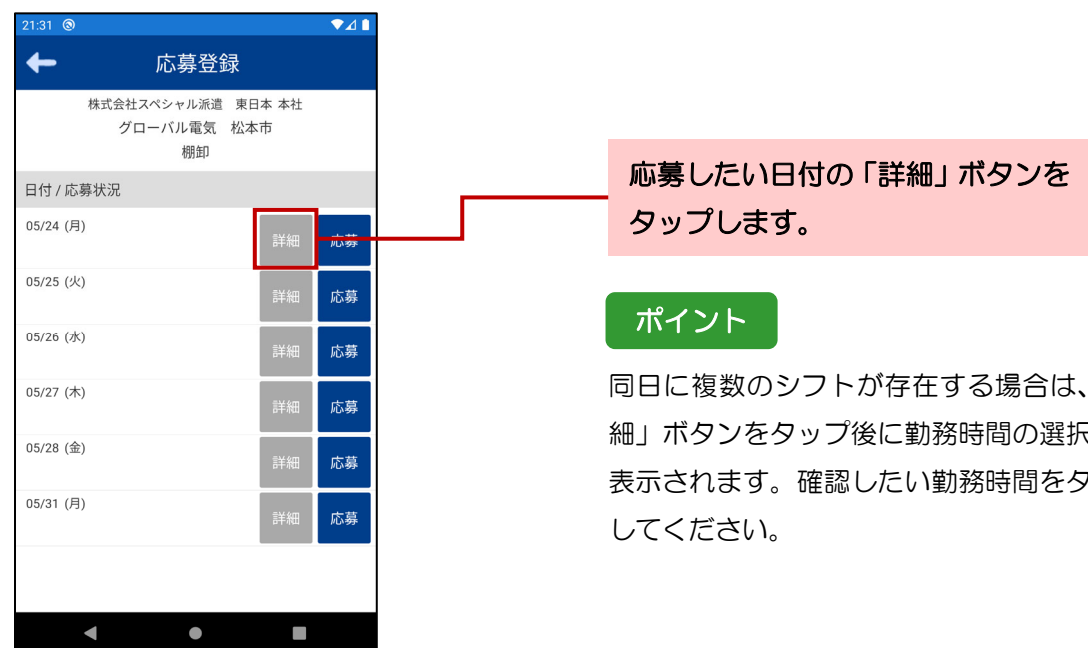 21:31
応募登録
株式会社スペシャル派遣 東日本 本社
グローバル電気 松本市
棚卸
日付 / 応募状況
05/24 (月) 詳細 応募
05/25 (火) 詳細 応募
05/26 (水) 詳細 応募
05/27 (木) 詳細 応募
05/28 (金) 詳細 応募
05/31 (月) 詳細 応募
応募したい日付の「詳細」ボタンを
タップします。
ポイント
同日に複数のシフトが存在する場合は、
細」ボタンをタップ後に勤務時間の選択
表示されます。確認したい勤務時間をタ
してください。